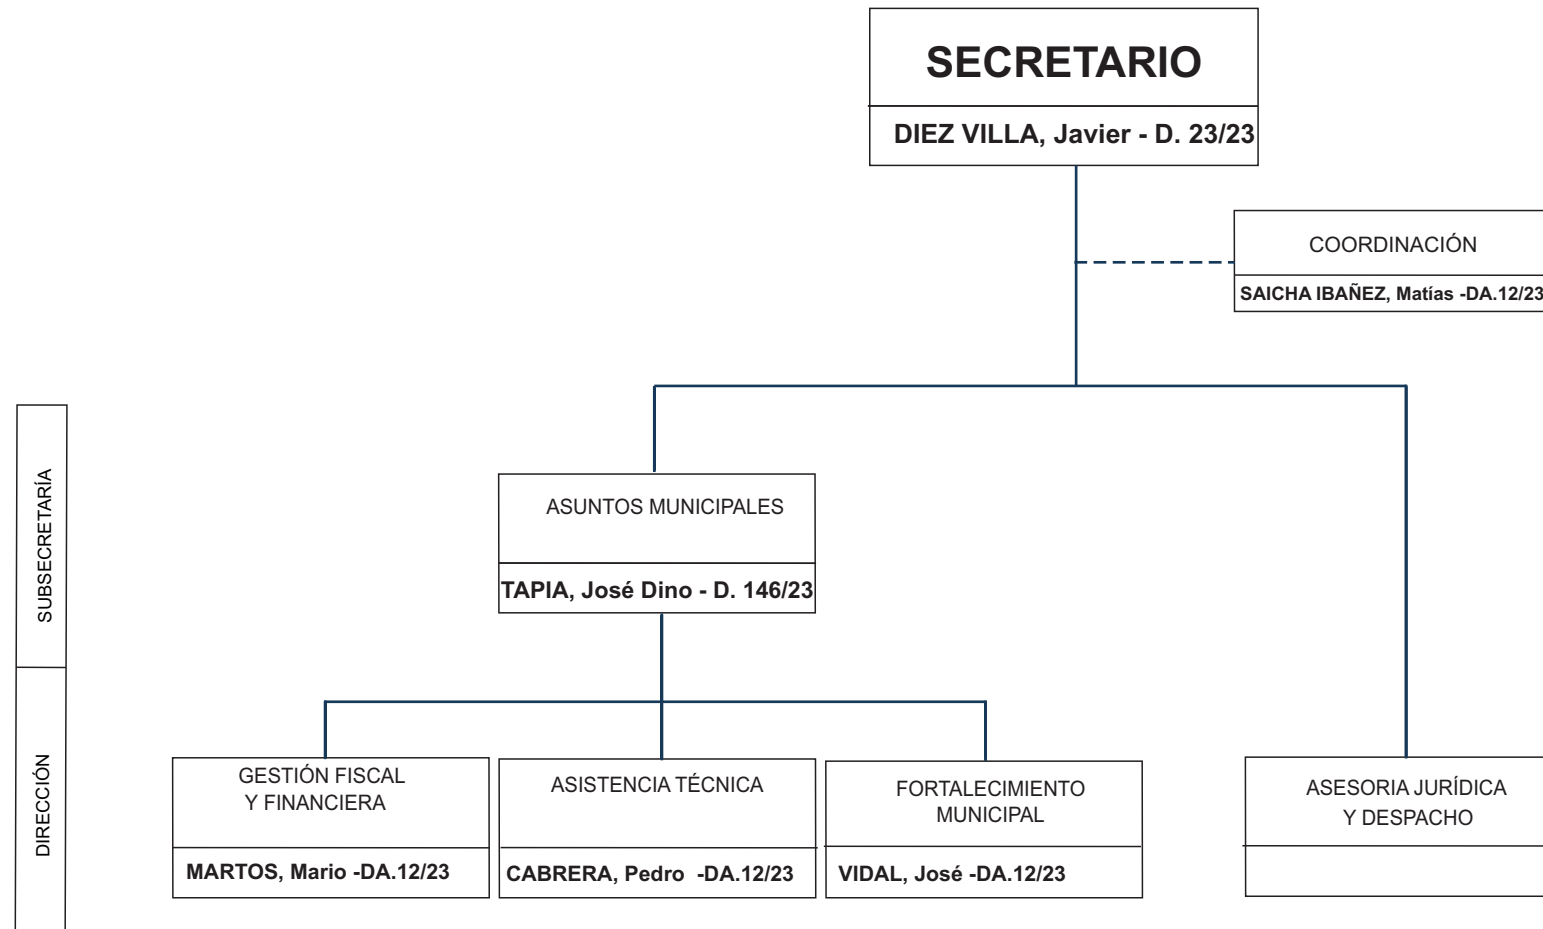 SECRETARIO
DIEZ VILLA, Javier - D. 23/23
COORDINACIÓN
SAICHA IBAÑEZ, Matías -DA.12/23
SUBSECRETARÍA
ASUNTOS MUNICIPALES
TAPIA, José Dino - D. 146/23
DIRECCIÓN
GESTIÓN FISCAL
Y FINANCIERA
MARTOS, Mario -DA.12/23
ASISTENCIA TÉCNICA
CABRERA, Pedro -DA.12/23
FORTALECIMIENTO
MUNICIPAL
VIDAL, José -DA.12/23
ASESORIA JURÍDICA
Y DESPACHO